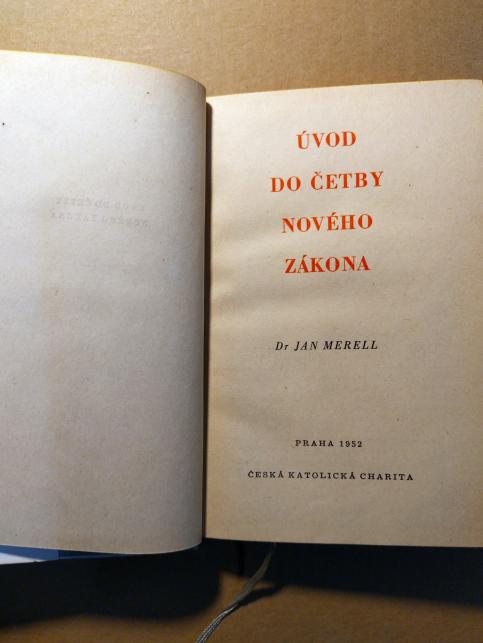 ÚVOD
DO ČETBY
NOVÉHO
ZÁKONA
Dr JAN MERELL
PRAHA 1952
ČESKÁ KATOLICKÁ CHARITA